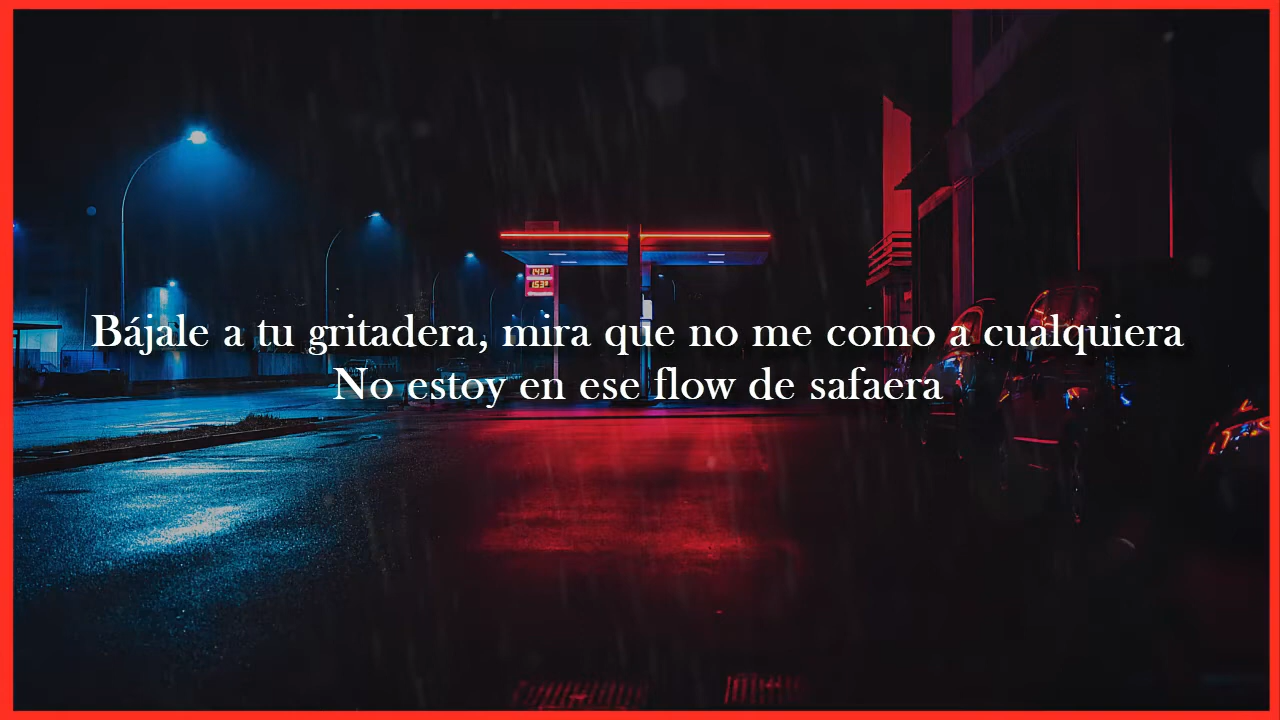 Bájale a tu gritadera, mira que no me como a cualquiera
No estoy en ese flow de safaera